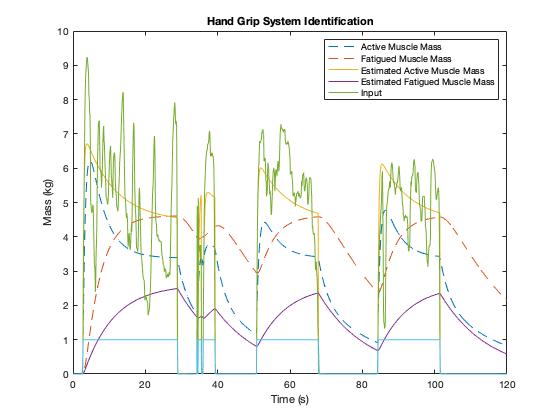 Hand Grip System Identification
Active Muscle Mass
Fatigued Muscle Mass
Estimated Active Muscle Mass
Estimated Fatigued Muscle Mass
Input
10
9
8
7
6
5
4
3
2
1
0
Mass (kg)
0 20 40 60 80 100 120
Time (s)